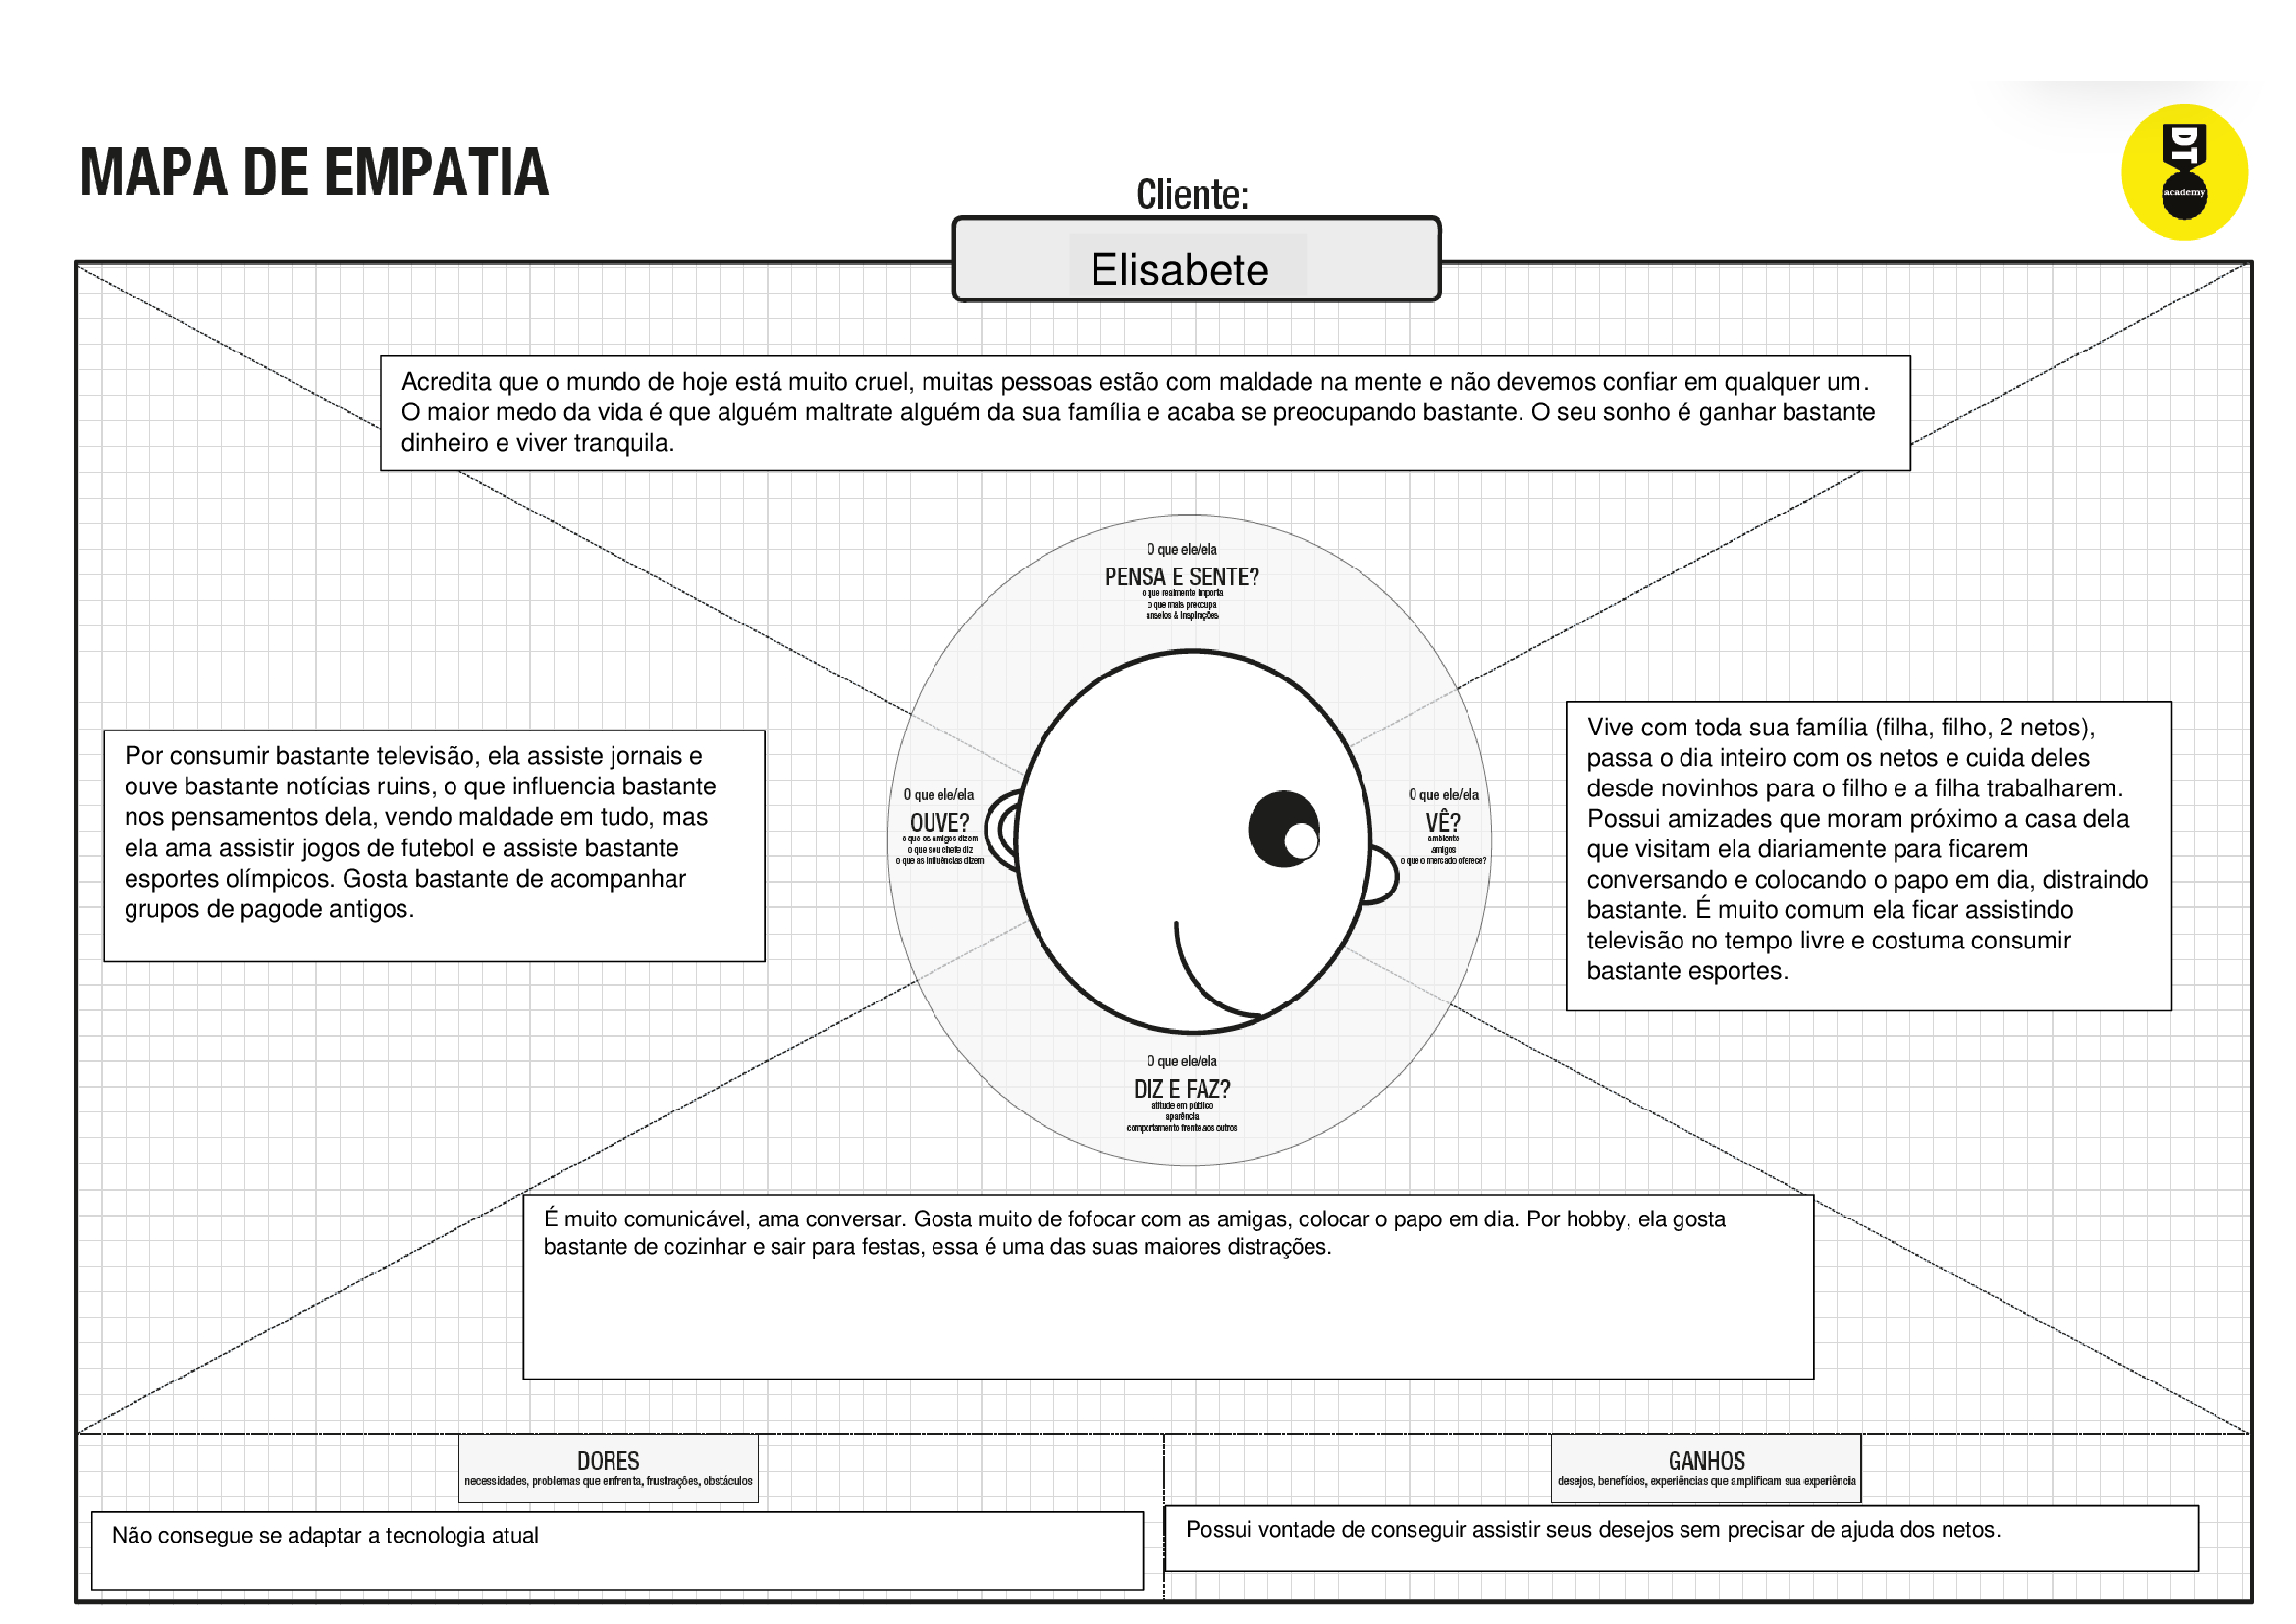 MAPA DE EMPATIA
DT
academy
Cliente:
Elisabete
Acredita que o mundo de hoje está muito cruel, muitas pessoas estão com maldade na mente e não devemos confiar em qualquer um.
O maior medo da vida é que alguém maltrate alguém da sua família e acaba se preocupando bastante. O seu sonho é ganhar bastante
dinheiro e viver tranquila.
O que ele/ela
PENSA E SENTE?
o que realmente importa
o que mais preocupa
anseios & inspirações
Por consumir bastante televisão, ela assiste jornais e
ouve bastante notícias ruins, o que influencia bastante
nos pensamentos dela, vendo maldade em tudo, mas
ela ama assistir jogos de futebol e assiste bastante
esportes olímpicos. Gosta bastante de acompanhar
grupos de pagode antigos.
O que ele/ela
OUVE?
o que os amigos dizem
o que seu chefe diz
o que as influências dizem
O que ele/ela
VÊ?
ambiente
amigos
o que o mercado oferece?
Vive com toda sua família (filha, filho, 2 netos),
passa o dia inteiro com os netos e cuida deles
desde novinhos para o filho e a filha trabalharem.
Possui amizades que moram próximo a casa dela
que visitam ela diariamente para ficarem
conversando e colocando o papo em dia, distraindo
bastante. É muito comum ela ficar assistindo
televisão no tempo livre e costuma consumir
bastante esportes.
O que ele/ela
DIZ E FAZ?
atitude em público
aparência
comportamento frente aos outros
É muito comunicável, ama conversar. Gosta muito de fofocar com as amigas, colocar o papo em dia. Por hobby, ela gosta
bastante de cozinhar e sair para festas, essa é uma das suas maiores distrações.
DORES
necessidades, problemas que enfrenta, frustrações, obstáculos
Não consegue se adaptar a tecnologia atual
GANHOS
desejos, benefícios, experiências que amplificam sua experiência
Possui vontade de conseguir assistir seus desejos sem precisar de ajuda dos netos.